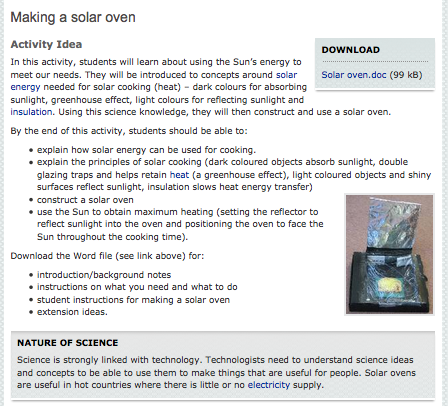 Making a solar oven
Activity Idea
In this activity, students will learn about using the Sun's energy to
meet our needs. They will be introduced to concepts around solar
energy needed for solar cooking (heat) – dark colours for absorbing
sunlight, greenhouse effect, light colours for reflecting sunlight and
insulation. Using this science knowledge, they will then construct and use a solar oven.
DOWNLOAD
Solar oven.doc (99 kB)
By the end of this activity, students should be able to:
• explain how solar energy can be used for cooking.
• explain the principles of solar cooking (dark coloured objects absorb sunlight, double
glazing traps and helps retain heat (a greenhouse effect), light coloured objects and shiny
surfaces reflect sunlight, insulation slows heat energy transfer)
• construct a solar oven
• use the Sun to obtain maximum heating (setting the reflector to
reflect sunlight into the oven and positioning the oven to face the
Sun throughout the cooking time).
Download the Word file (see link above) for:
• introduction/background notes
• instructions on what you need and what to do
• student instructions for making a solar oven
• extension ideas.
NATURE OF SCIENCE
Science is strongly linked with technology. Technologists need to understand science ideas
and concepts to be able to use them to make things that are useful for people. Solar ovens
are useful in hot countries where there is little or no electricity supply.